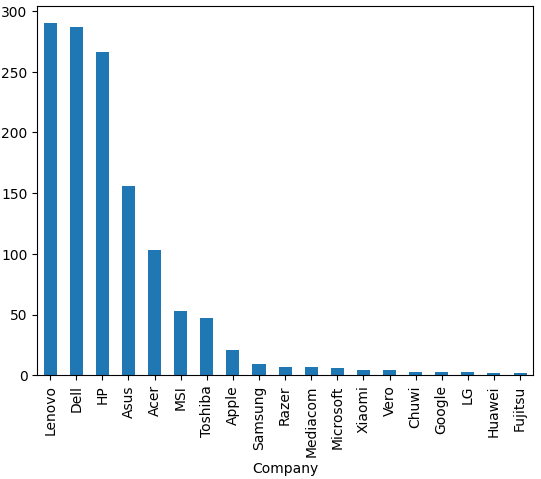 300
250
200
150
100
50
0
Lenovo
Dell
HP
Asus
Acer
MSI
Toshiba
Apple
Samsung
Razer
Mediacom
Microsoft
Xiaomi
Vero
Chuwi
Google
LG
Huawei
Fujitsu
Company